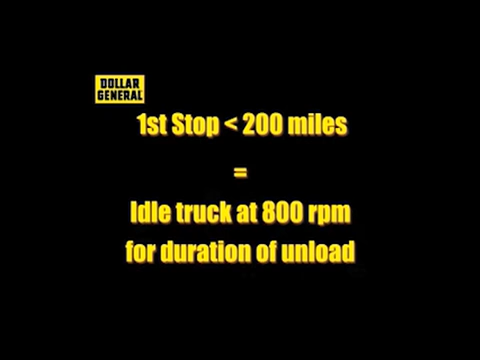 DOLLAR
GENERAL
1st Stop < 200 miles
=
Idle truck at 800 rpm
for duration of unload